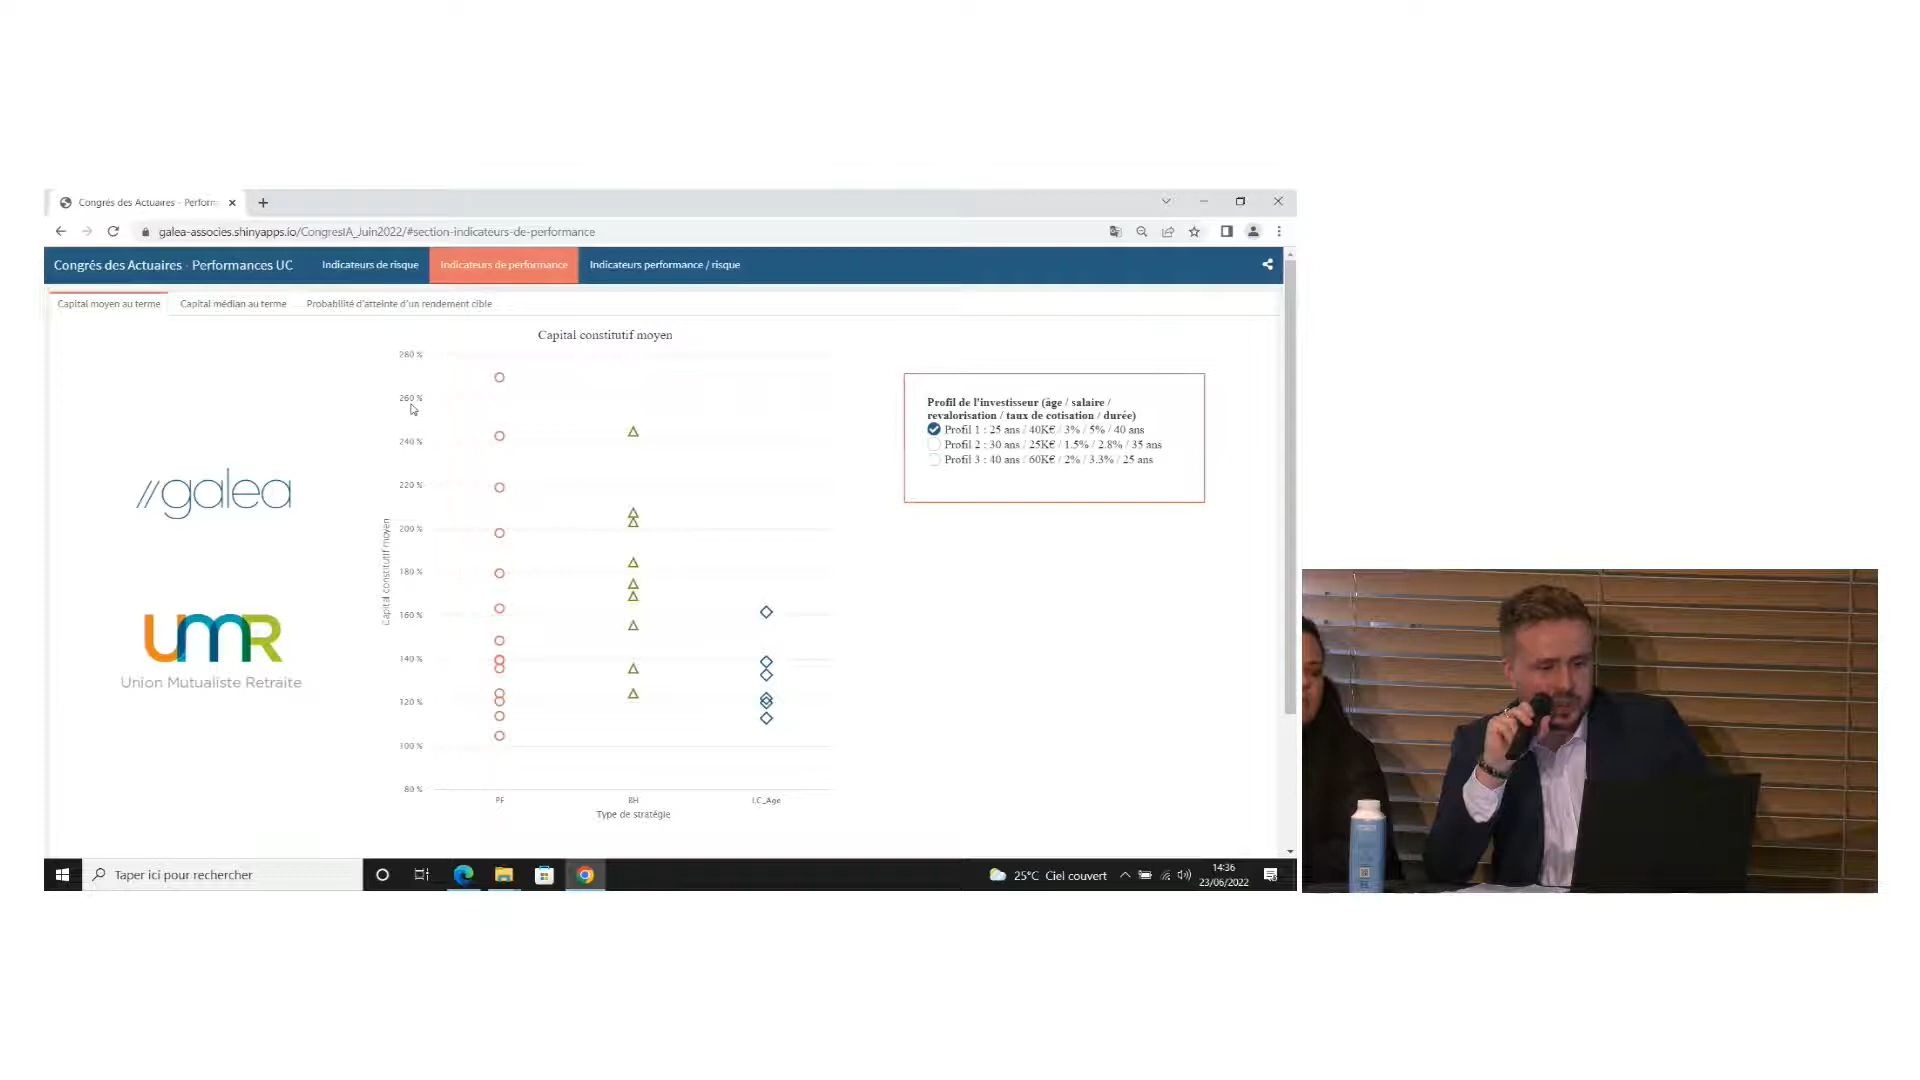 Congrés des Actuaires - Perform
galea-associes.shinyapps.io/CongresIA_Juin2022/#section-indicateurs-de-performance
Congrés des Actuaires - Performances UC
Indicateurs de risque
Indicateurs de performance
Indicateurs performance / risque
Capital moyen au terme
Capital médian au terme
Probabilité d'atteinte d'un rendement cible
Capital constitutif moyen
280 %
260 %
240 %
220 %
200 %
180 %
160 %
140 %
120 %
100 %
80 %
Capital constitutif moyen
PF
BH
LC_Age
Type de stratégie
Profil de l'investisseur (âge / salaire /
revalorisation / taux de cotisation / durée)
Profil 1 : 25 ans / 40K€ / 3% / 5% / 40 ans
Profil 2 : 30 ans / 25K€ / 1.5% / 2.8% / 35 ans
Profil 3 : 40 ans / 60K€ / 2% / 3.3% / 25 ans
//galea
UMR
Union Mutualiste Retraite
Taper ici pour rechercher
25°C Ciel couvert
14:36
23/06/2022